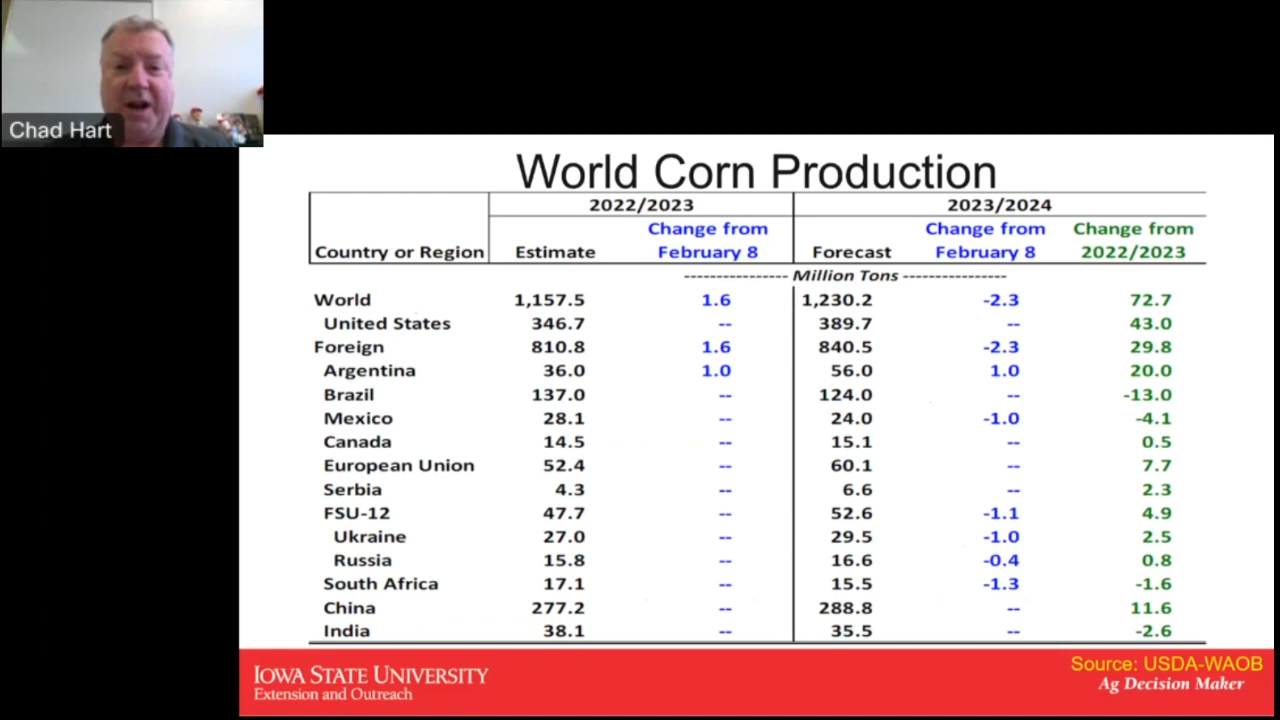 Chad Hart
World Corn Production
2022/2023 2023/2024
Change from Change from Change from
Country or Region Estimate February 8 Forecast February 8 2022/2023
---------------- Million Tons ----------------
World 1,157.5 1.6 1,230.2 -2.3 72.7
United States 346.7 -- 389.7 -- 43.0
Foreign 810.8 1.6 840.5 -2.3 29.8
Argentina 36.0 1.0 56.0 1.0 20.0
Brazil 137.0 -- 124.0 -- -13.0
Mexico 28.1 -- 24.0 -1.0 -4.1
Canada 14.5 -- 15.1 -- 0.5
European Union 52.4 -- 60.1 -- 7.7
Serbia 4.3 -- 6.6 -- 2.3
FSU-12 47.7 -- 52.6 -1.1 4.9
Ukraine 27.0 -- 29.5 -1.0 2.5
Russia 15.8 -- 16.6 -0.4 0.8
South Africa 17.1 -- 15.5 -1.3 -1.6
China 277.2 -- 288.8 -- 11.6
India 38.1 -- 35.5 -- -2.6
IOWA STATE UNIVERSITY
Extension and Outreach
Source: USDA-WAOB
Ag Decision Maker